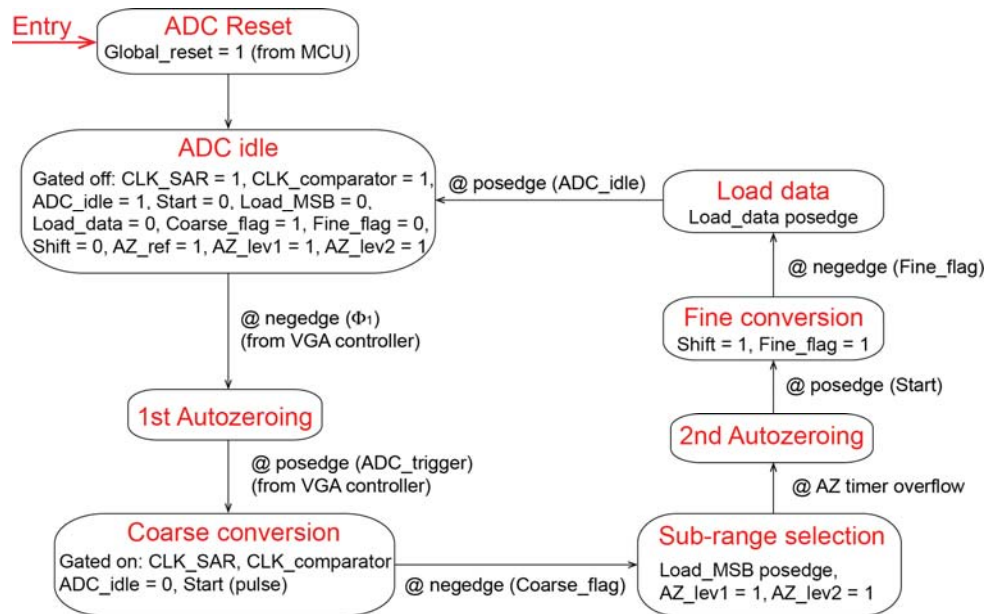 Entry
ADC Reset
Global_reset = 1 (from MCU)
ADC idle
Gated off: CLK_SAR = 1, CLK_comparator = 1,
ADC_idle = 1, Start = 0, Load_MSB = 0,
Load_data = 0, Coarse_flag = 1, Fine_flag = 0,
Shift = 0, AZ_ref = 1, AZ_lev1 = 1, AZ_lev2 = 1
@ negedge (Φ₁)
(from VGA controller)
1st Autozeroing
@ posedge (ADC_trigger)
(from VGA controller)
Coarse conversion
Gated on: CLK_SAR, CLK_comparator
ADC_idle = 0, Start (pulse)
@ negedge (Coarse_flag)
Sub-range selection
Load_MSB posedge,
AZ_lev1 = 1, AZ_lev2 = 1
@ AZ timer overflow
2nd Autozeroing
@ posedge (Start)
Fine conversion
Shift = 1, Fine_flag = 1
@ negedge (Fine_flag)
Load data
Load_data posedge
@ posedge (ADC_idle)